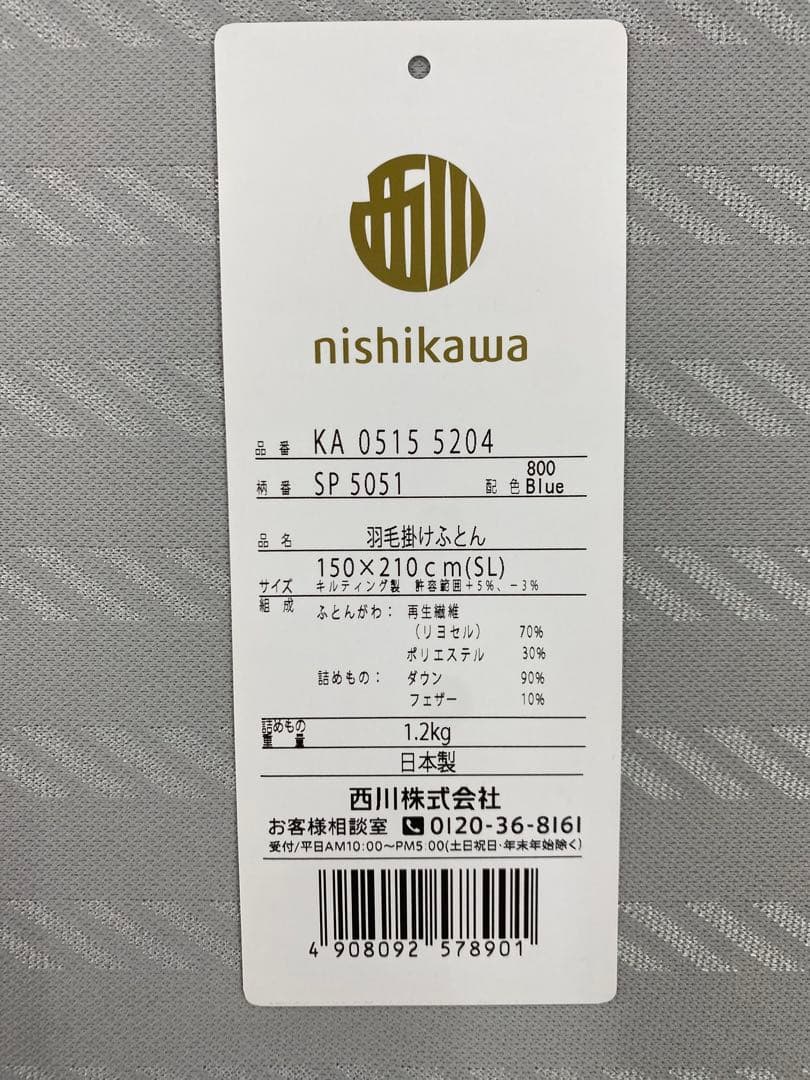 西川
nishikawa
品番 KA 0515 5204
柄番 SP 5051 配色 800 Blue
品名 羽毛掛けふとん
サイズ 150×210cm(SL)
キルティング製 許容範囲+5%、-3%
組成 ふとんがわ: 再生繊維
(リヨセル) 70%
ポリエステル 30%
詰めもの: ダウン 90%
フェザー 10%
詰めもの重量 1.2kg
日本製
西川株式会社
お客様相談室 0120-36-8161
受付/平日AM10:00〜PM5:00(土日祝日・年末年始除く)
4 908092 578901